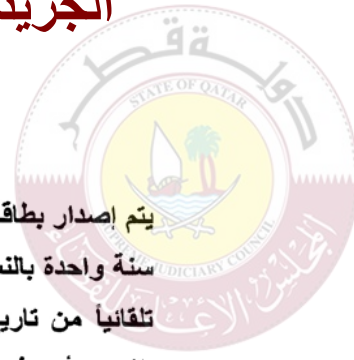 الجريد
دولة قطر
STATE OF QATAR
SUPREME JUDICIARY COUNCIL
المجلس الأعلى للقضاء
يتم إصدار بطاق
سنة واحدة بالنس
تلقائياً من تاري